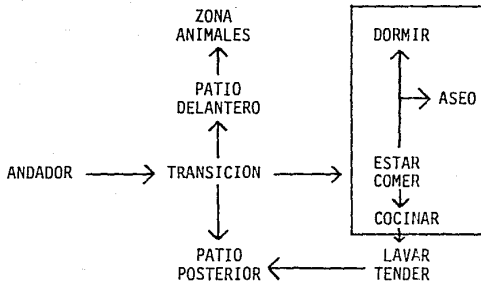 ZONA
ANIMALES
DORMIR
PATIO
DELANTERO
ASEO
ANDADOR
TRANSICION
ESTAR
COMER
COCINAR
PATIO
POSTERIOR
LAVAR
TENDER